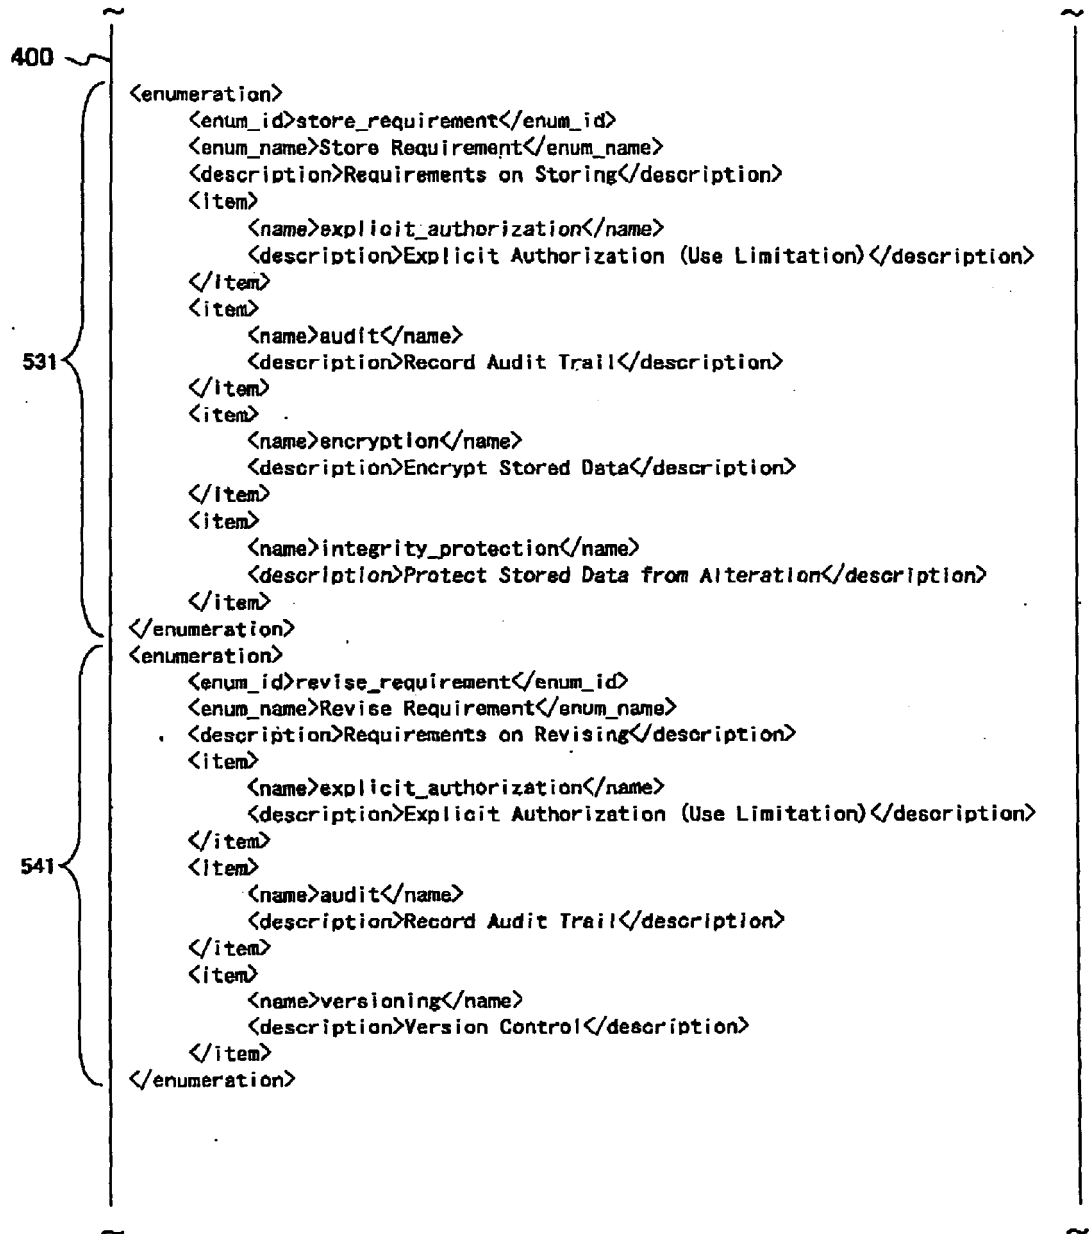 400
<enumeration>
<enum_id>store_requirement</enum_id>
<enum_name>Store Requirement</enum_name>
<description>Requirements on Storing</description>
<item>
<name>explicit_authorization</name>
<description>Explicit Authorization (Use Limitation)</description>
</item>
<item>
<name>audit</name>
531 <description>Record Audit Trail</description>
</item>
<item>
<name>encryption</name>
<description>Encrypt Stored Data</description>
</item>
<item>
<name>integrity_protection</name>
<description>Protect Stored Data from Alteration</description>
</item>
</enumeration>
<enumeration>
<enum_id>revise_requirement</enum_id>
<enum_name>Revise Requirement</enum_name>
<description>Requirements on Revising</description>
<item>
<name>explicit_authorization</name>
<description>Explicit Authorization (Use Limitation)</description>
</item>
541 <item>
<name>audit</name>
<description>Record Audit Trail</description>
</item>
<item>
<name>versioning</name>
<description>Version Control</description>
</item>
</enumeration>